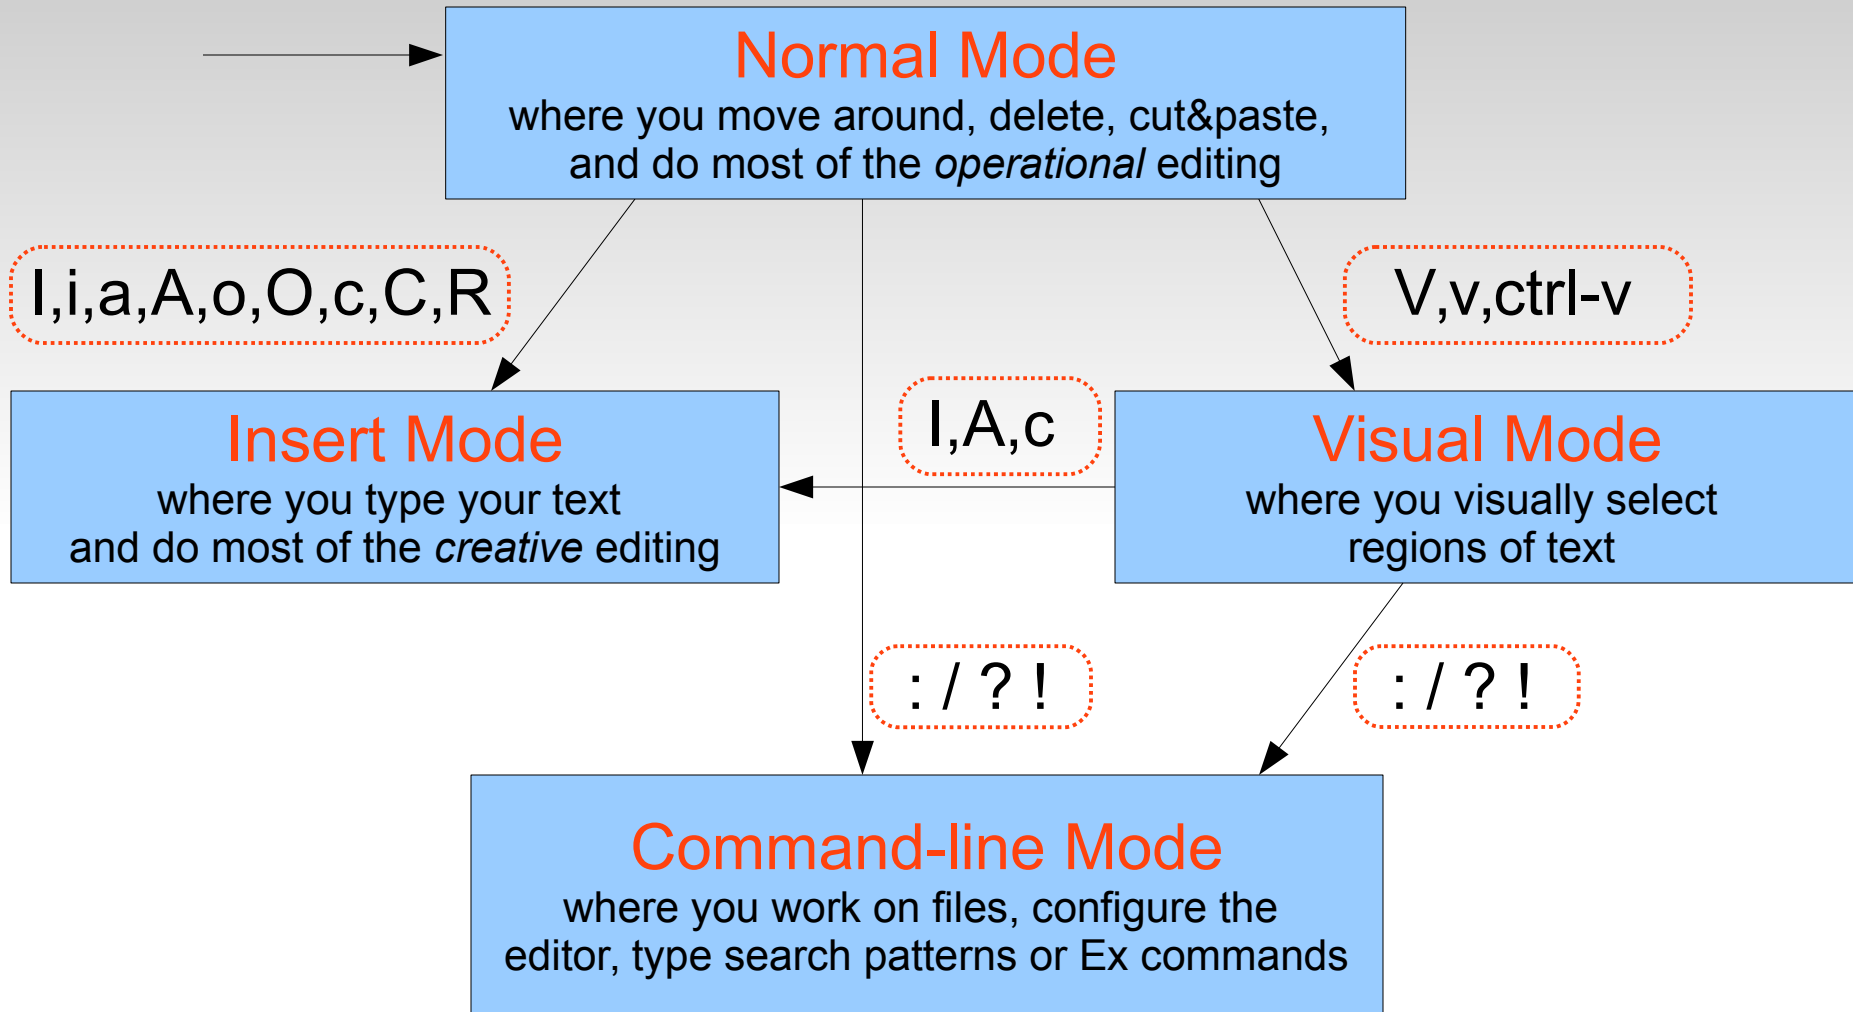 Normal Mode
where you move around, delete, cut&paste,
and do most of the operational editing
I,i,a,A,o,O,c,C,R
V,v,ctrl-v
Insert Mode
where you type your text
and do most of the creative editing
I,A,c
Visual Mode
where you visually select
regions of text
: / ? !
: / ? !
Command-line Mode
where you work on files, configure the
editor, type search patterns or Ex commands